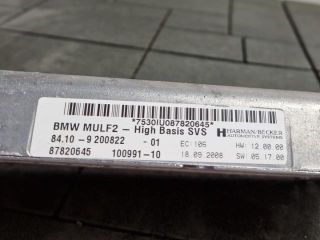 *7530IU087820645*
BMW MULF2 – High Basis SVS
HARMAN/BECKER
AUTOMOTIVE SYSTEMS
84.10 – 9 200822 – 01 EC: 106 HW: 12.00.00
87820645 100991-10 18.09.2008 SW: 05.17.00